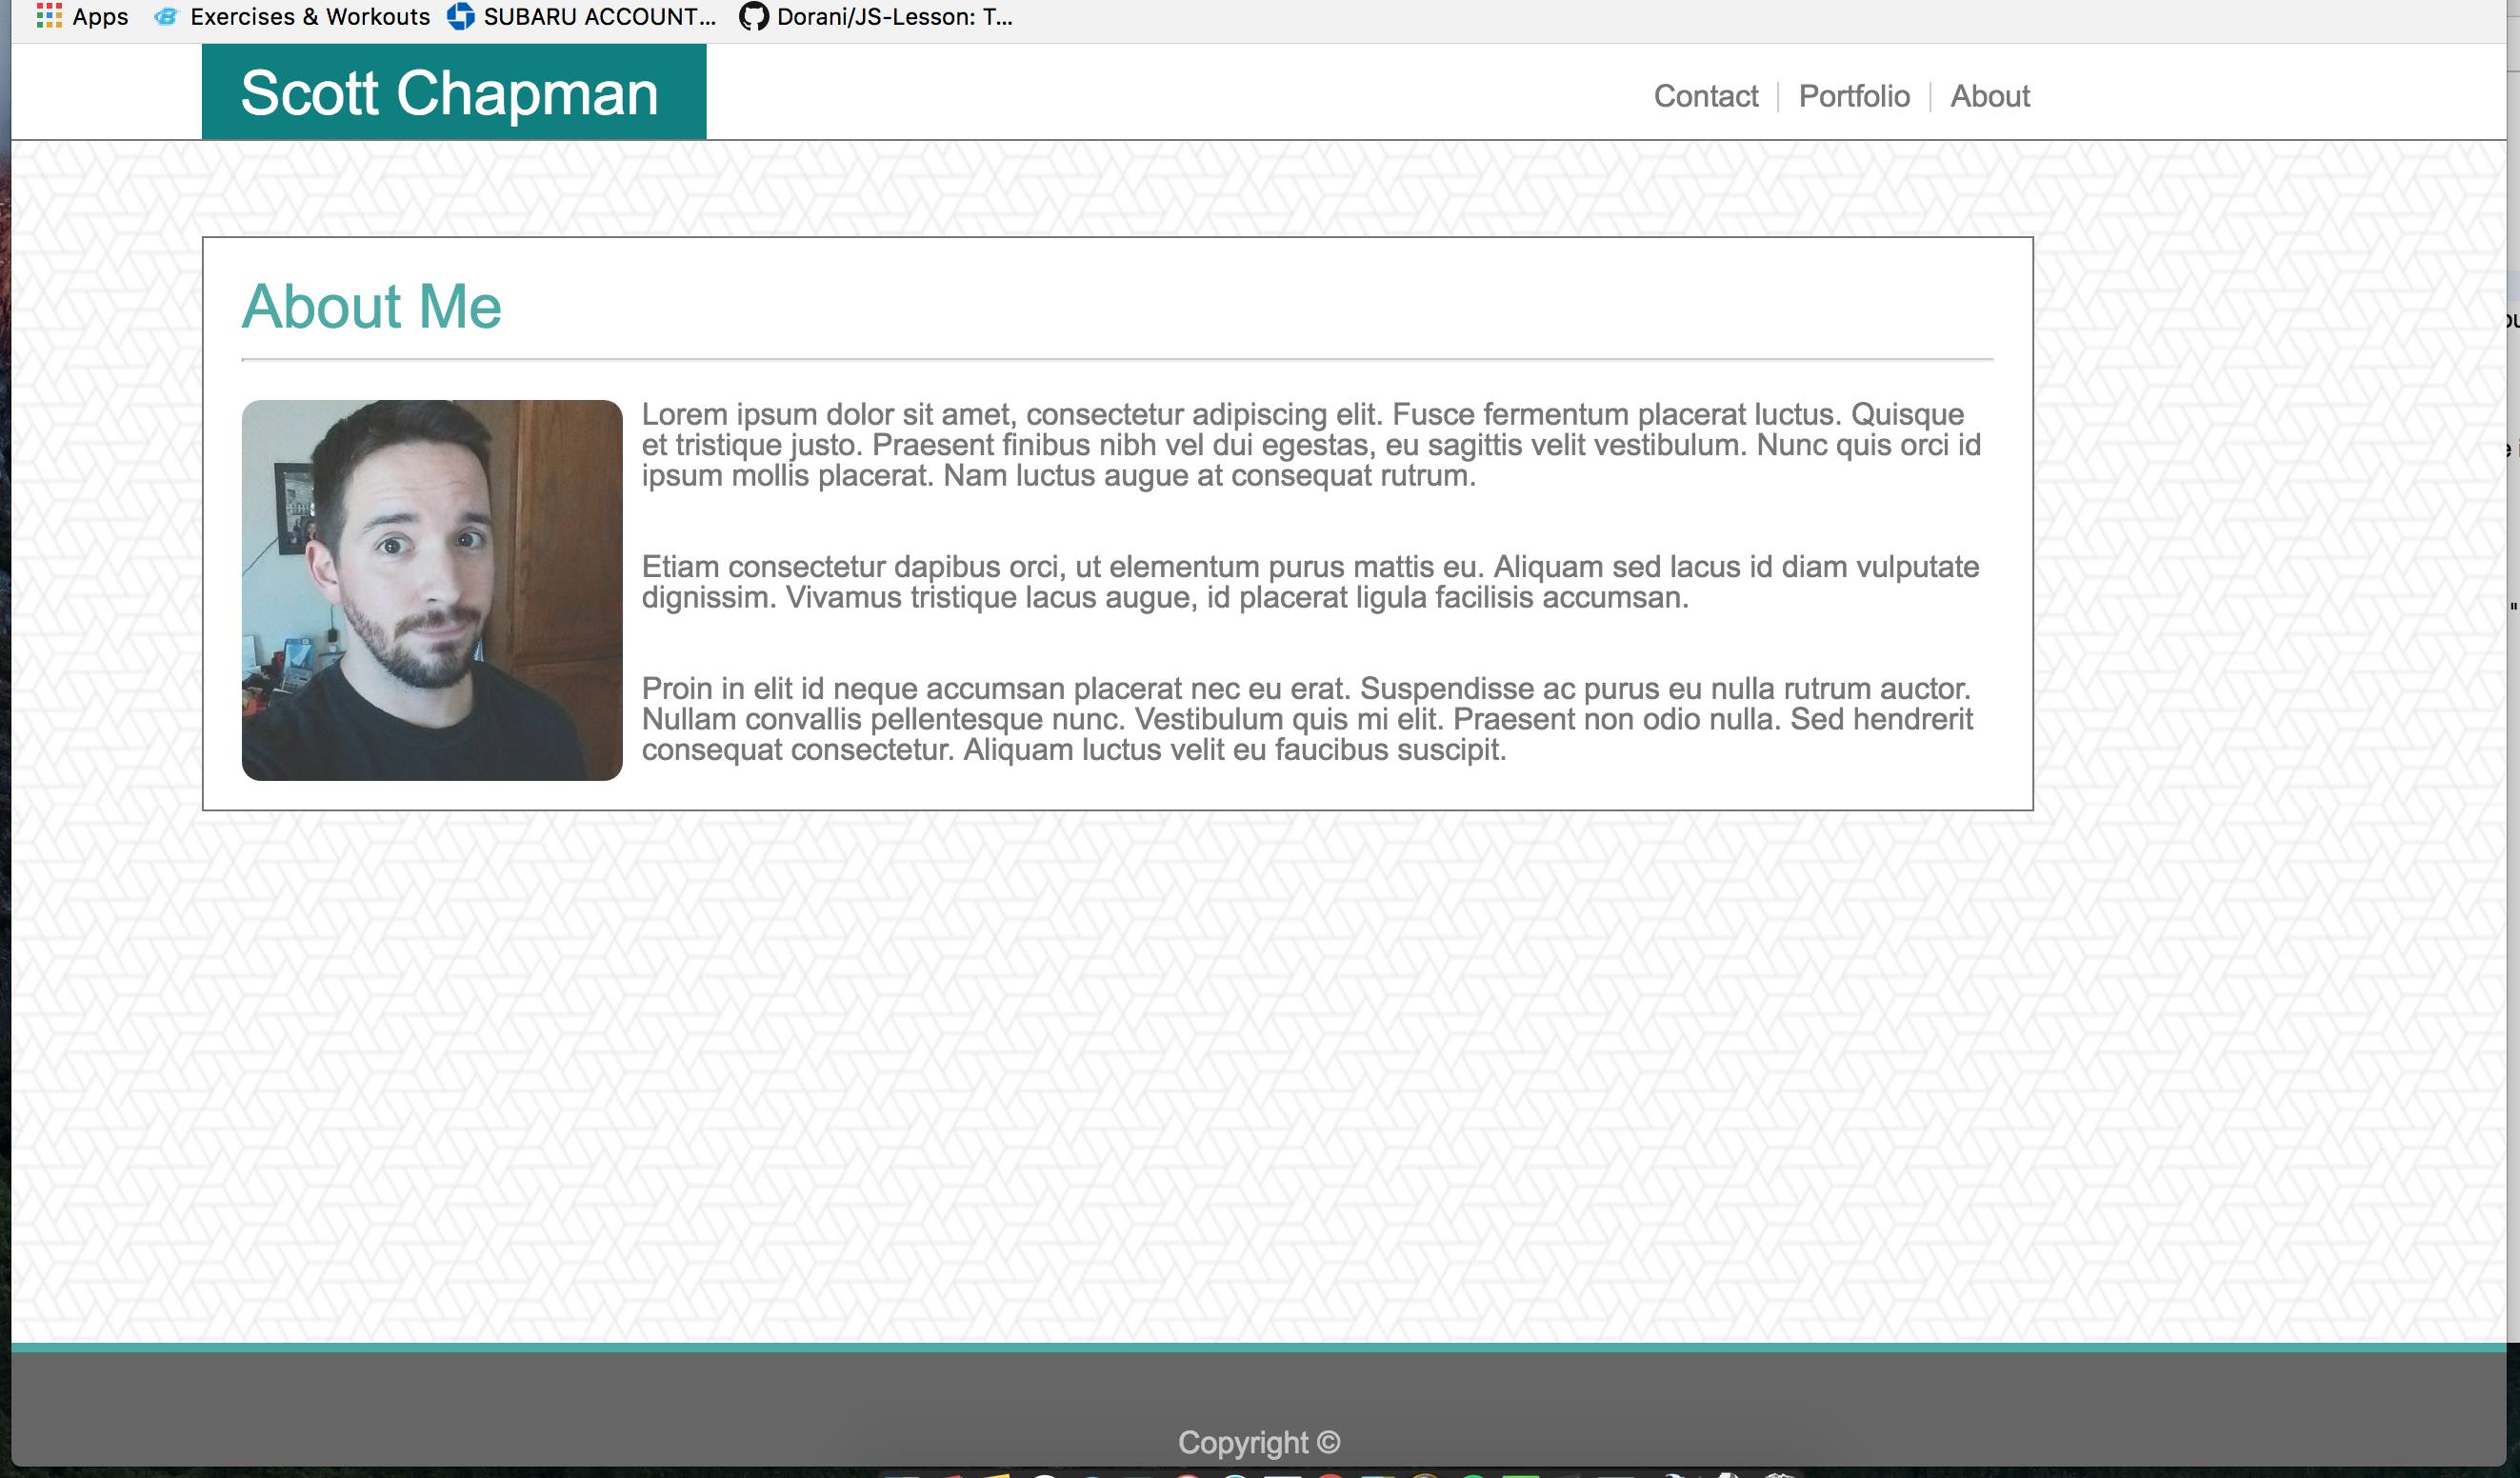 Apps Exercises & Workouts SUBARU ACCOUNT... Dorani/JS-Lesson: T...
Scott Chapman
Contact Portfolio About
About Me
Lorem ipsum dolor sit amet, consectetur adipiscing elit. Fusce fermentum placerat luctus. Quisque
et tristique justo. Praesent finibus nibh vel dui egestas, eu sagittis velit vestibulum. Nunc quis orci id
ipsum mollis placerat. Nam luctus augue at consequat rutrum.
Etiam consectetur dapibus orci, ut elementum purus mattis eu. Aliquam sed lacus id diam vulputate
dignissim. Vivamus tristique lacus augue, id placerat ligula facilisis accumsan.
Proin in elit id neque accumsan placerat nec eu erat. Suspendisse ac purus eu nulla rutrum auctor.
Nullam convallis pellentesque nunc. Vestibulum quis mi elit. Praesent non odio nulla. Sed hendrerit
consequat consectetur. Aliquam luctus velit eu faucibus suscipit.
Copyright ©